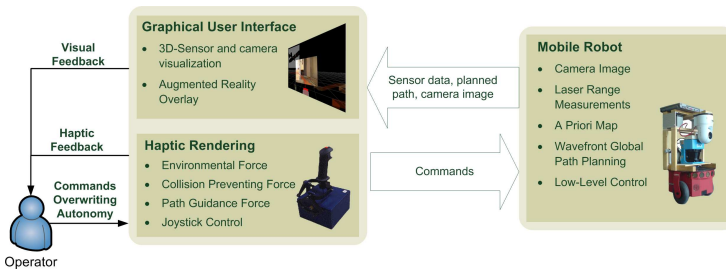 Graphical User Interface
• 3D-Sensor and camera
visualization
• Augmented Reality
Overlay
Visual
Feedback
Haptic
Feedback
Commands
Overwriting
Autonomy
Operator
Haptic Rendering
• Environmental Force
• Collision Preventing Force
• Path Guidance Force
• Joystick Control
Sensor data, planned
path, camera image
Commands
Mobile Robot
• Camera Image
• Laser Range
Measurements
• A Priori Map
• Wavefront Global
Path Planning
• Low-Level Control